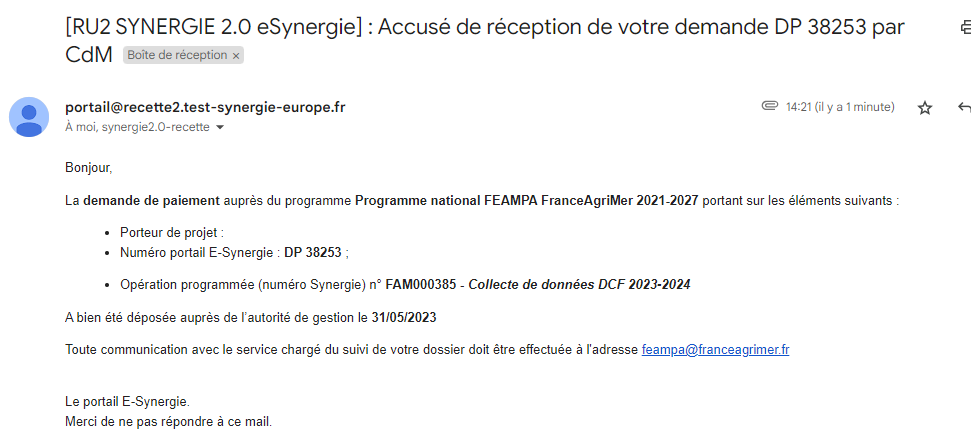 [RU2 SYNERGIE 2.0 eSynergie] : Accusé de réception de votre demande DP 38253 par
CdM Boîte de réception ×
portail@recette2.test-synergie-europe.fr 14:21 (il y a 1 minute)
À moi, synergie2.0-recette
Bonjour,
La demande de paiement auprès du programme Programme national FEAMPA FranceAgriMer 2021-2027 portant sur les éléments suivants :
• Porteur de projet :
• Numéro portail E-Synergie : DP 38253 ;
• Opération programmée (numéro Synergie) n° FAM000385 - Collecte de données DCF 2023-2024
A bien été déposée auprès de l'autorité de gestion le 31/05/2023
Toute communication avec le service chargé du suivi de votre dossier doit être effectuée à l'adresse feampa@franceagrimer.fr
Le portail E-Synergie.
Merci de ne pas répondre à ce mail.